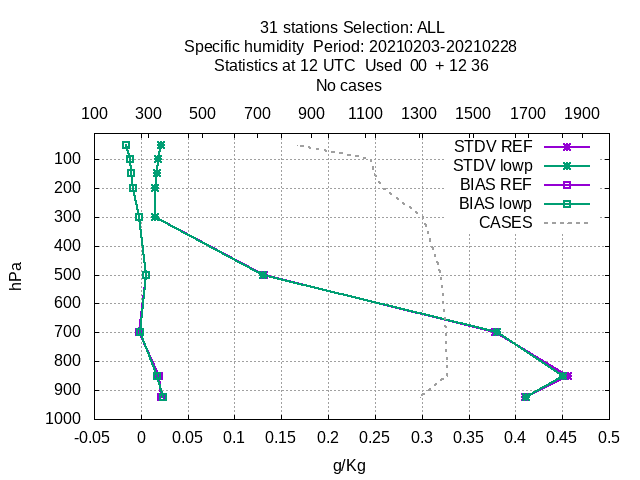 31 stations Selection: ALL
Specific humidity  Period: 20210203-20210228
Statistics at 12 UTC  Used  00  + 12 36
No cases
100 300 500 700 900 1100 1300 1500 1700 1900
STDV REF
STDV lowp
BIAS REF
BIAS lowp
CASES
100
200
300
400
500
600
700
800
900
1000
hPa
-0.05 0 0.05 0.1 0.15 0.2 0.25 0.3 0.35 0.4 0.45 0.5
g/Kg